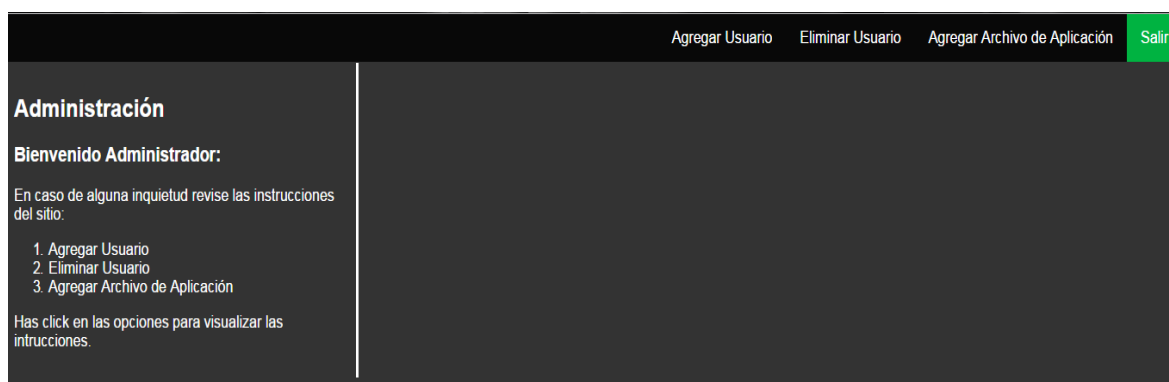 Agregar Usuario Eliminar Usuario Agregar Archivo de Aplicación Salir
Administración
Bienvenido Administrador:
En caso de alguna inquietud revise las instrucciones
del sitio:
1. Agregar Usuario
2. Eliminar Usuario
3. Agregar Archivo de Aplicación
Has click en las opciones para visualizar las
intrucciones.